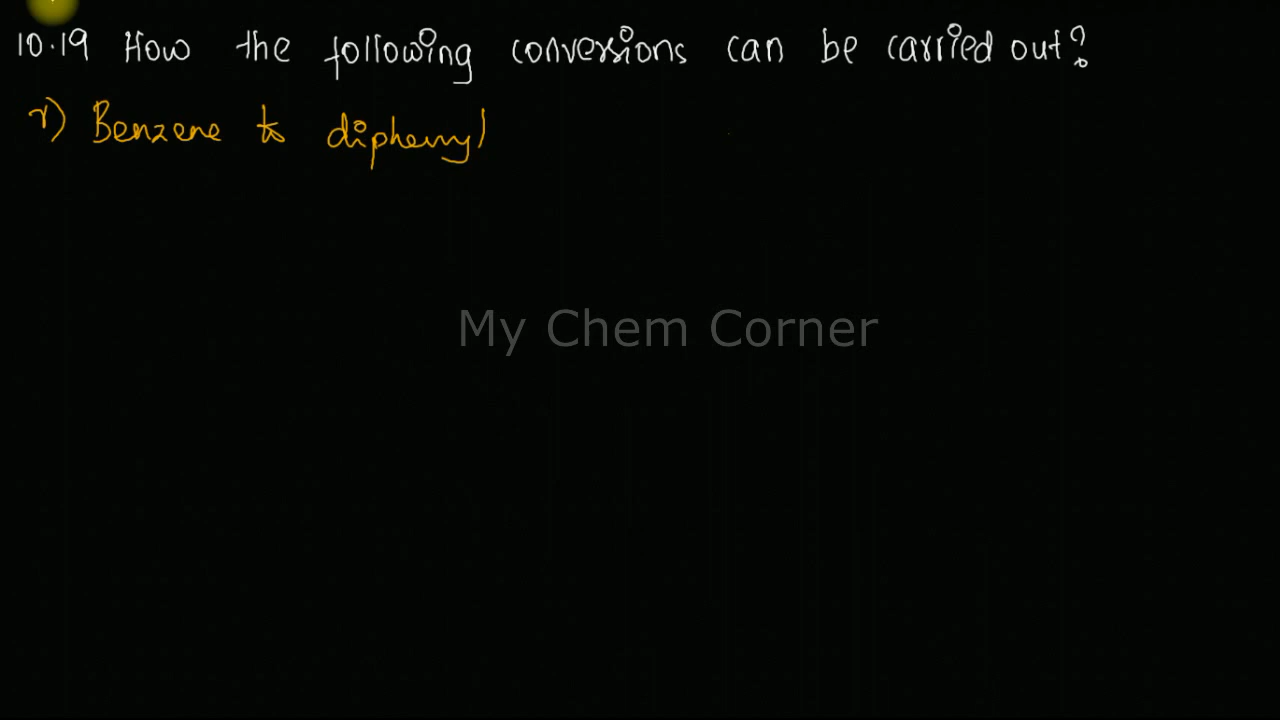 10.19 How the following conversions can be carried out?
r) Benzene to diphenyl
My Chem Corner